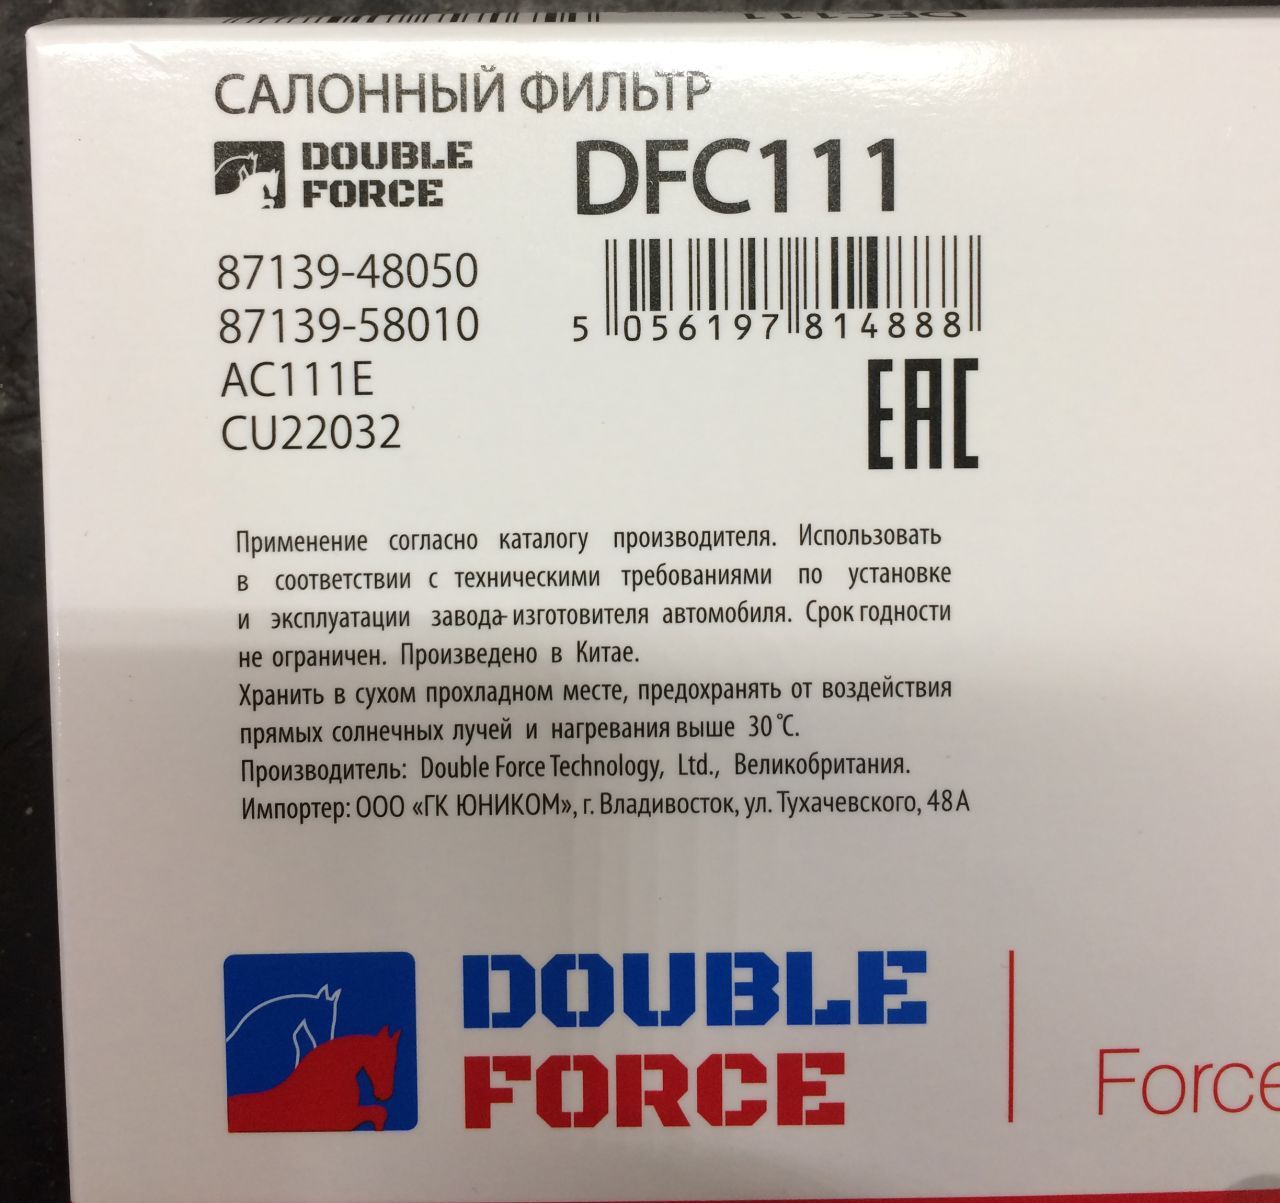 DFC111
САЛОННЫЙ ФИЛЬТР
DOUBLE
FORCE
DFC111
87139-48050
87139-58010
AC111E
CU22032
5 056197 814888
EAC
Применение согласно каталогу производителя. Использовать
в соответствии с техническими требованиями по установке
и эксплуатации завода-изготовителя автомобиля. Срок годности
не ограничен. Произведено в Китае.
Хранить в сухом прохладном месте, предохранять от воздействия
прямых солнечных лучей и нагревания выше 30 °C.
Производитель: Double Force Technology, Ltd., Великобритания.
Импортер: ООО «ГК ЮНИКОМ», г. Владивосток, ул. Тухачевского, 48А
DOUBLE
FORCE
Force